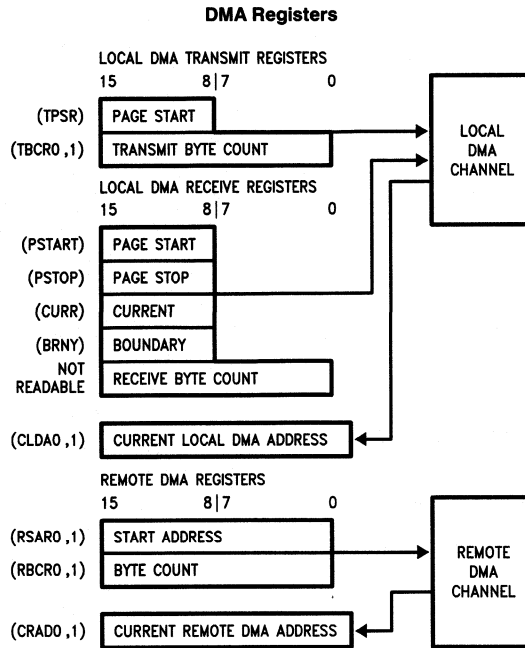 DMA Registers
LOCAL DMA TRANSMIT REGISTERS
15 8|7 0
(TPSR) PAGE START
(TBCR0,1) TRANSMIT BYTE COUNT
LOCAL DMA CHANNEL
LOCAL DMA RECEIVE REGISTERS
15 8|7 0
(PSTART) PAGE START
(PSTOP) PAGE STOP
(CURR) CURRENT
(BRNY) BOUNDARY
NOT READABLE RECEIVE BYTE COUNT
(CLDA0,1) CURRENT LOCAL DMA ADDRESS
REMOTE DMA REGISTERS
15 8|7 0
(RSAR0,1) START ADDRESS
(RBCR0,1) BYTE COUNT
REMOTE DMA CHANNEL
(CRAD0,1) CURRENT REMOTE DMA ADDRESS